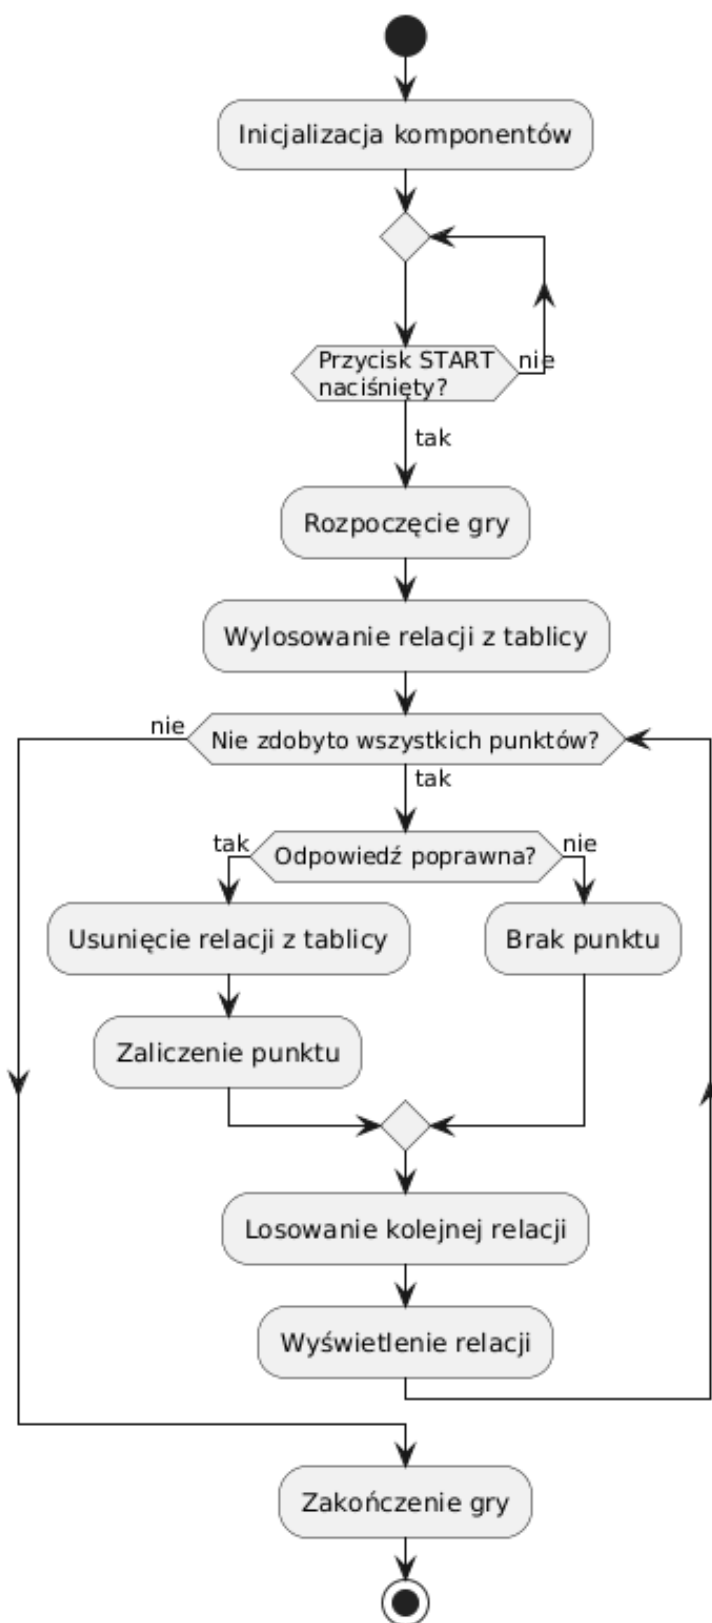 Inicjalizacja komponentów
Przycisk START
naciśnięty?
nie
tak
Rozpoczęcie gry
Wylosowanie relacji z tablicy
nie
Nie zdobyto wszystkich punktów?
tak
tak
Odpowiedź poprawna?
nie
Usunięcie relacji z tablicy
Brak punktu
Zaliczenie punktu
Losowanie kolejnej relacji
Wyświetlenie relacji
Zakończenie gry